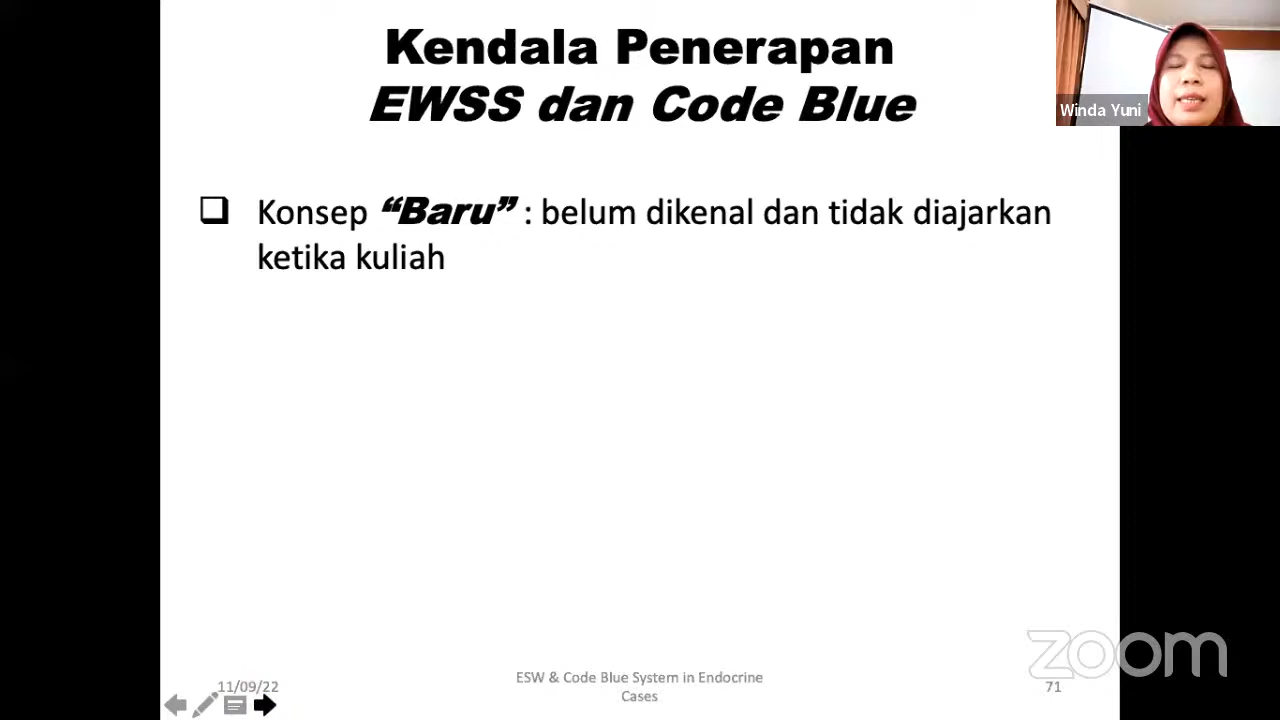 Kendala Penerapan
EWSS dan Code Blue
Winda Yuni
❑ Konsep “Baru” : belum dikenal dan tidak diajarkan
ketika kuliah
zoom
11/09/22
ESW & Code Blue System in Endocrine
Cases
71